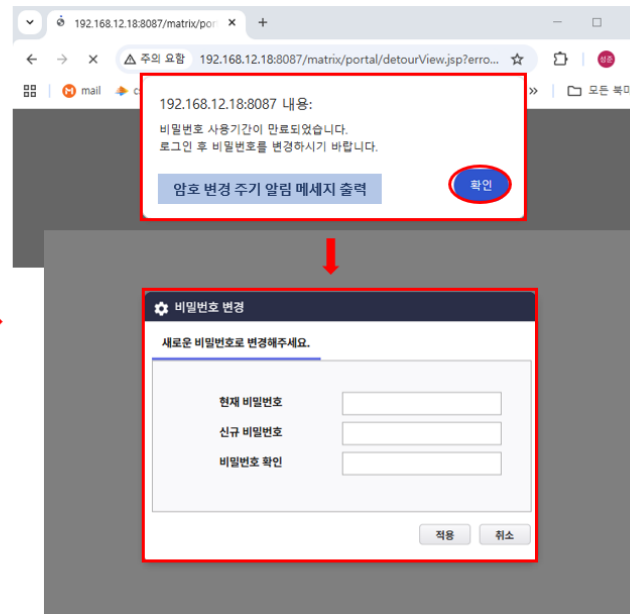 192.168.12.18:8087/matrix/por
주의 요함 192.168.12.18:8087/matrix/portal/detourView.jsp?erro...
성준
mail
모든 북마
192.168.12.18:8087 내용:
비밀번호 사용기간이 만료되었습니다.
로그인 후 비밀번호를 변경하시기 바랍니다.
암호 변경 주기 알림 메세지 출력
확인
비밀번호 변경
새로운 비밀번호로 변경해주세요.
현재 비밀번호
신규 비밀번호
비밀번호 확인
적용 취소